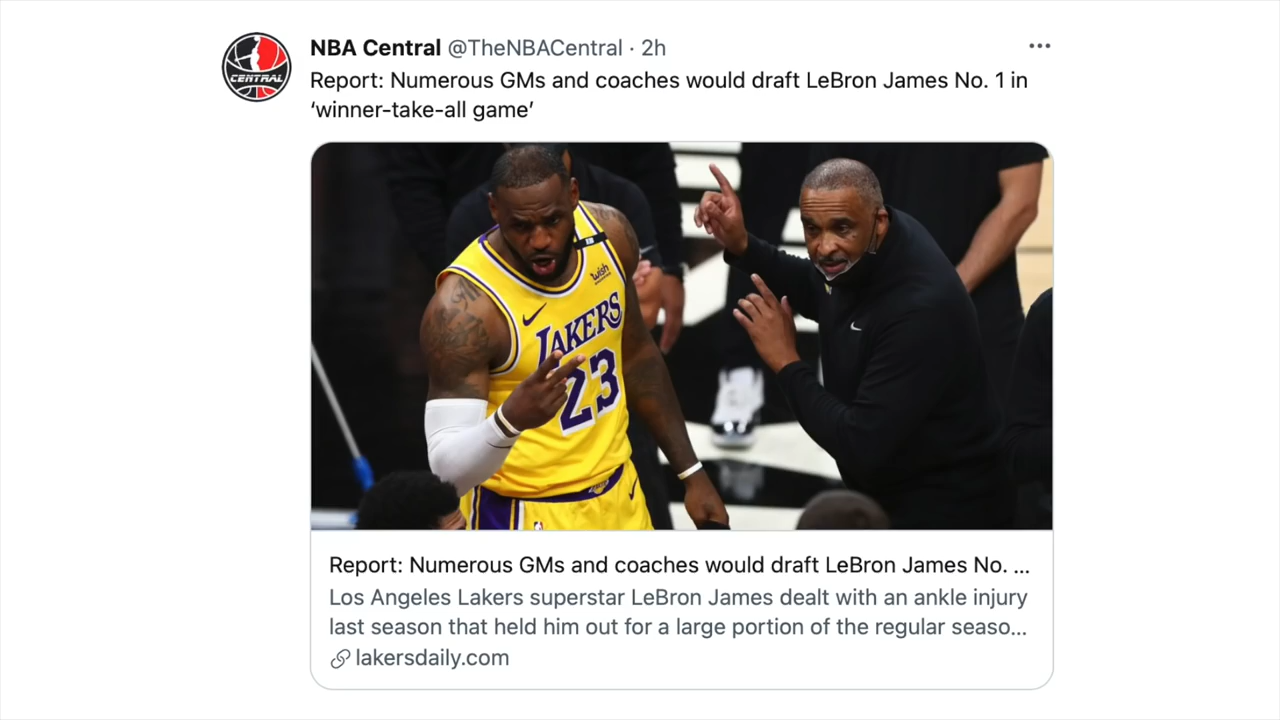 NBA Central @TheNBACentral · 2h
Report: Numerous GMs and coaches would draft LeBron James No. 1 in
‘winner-take-all game’
CENTRAL
wish
LAKERS
23
Report: Numerous GMs and coaches would draft LeBron James No. ...
Los Angeles Lakers superstar LeBron James dealt with an ankle injury
last season that held him out for a large portion of the regular seaso...
lakersdaily.com